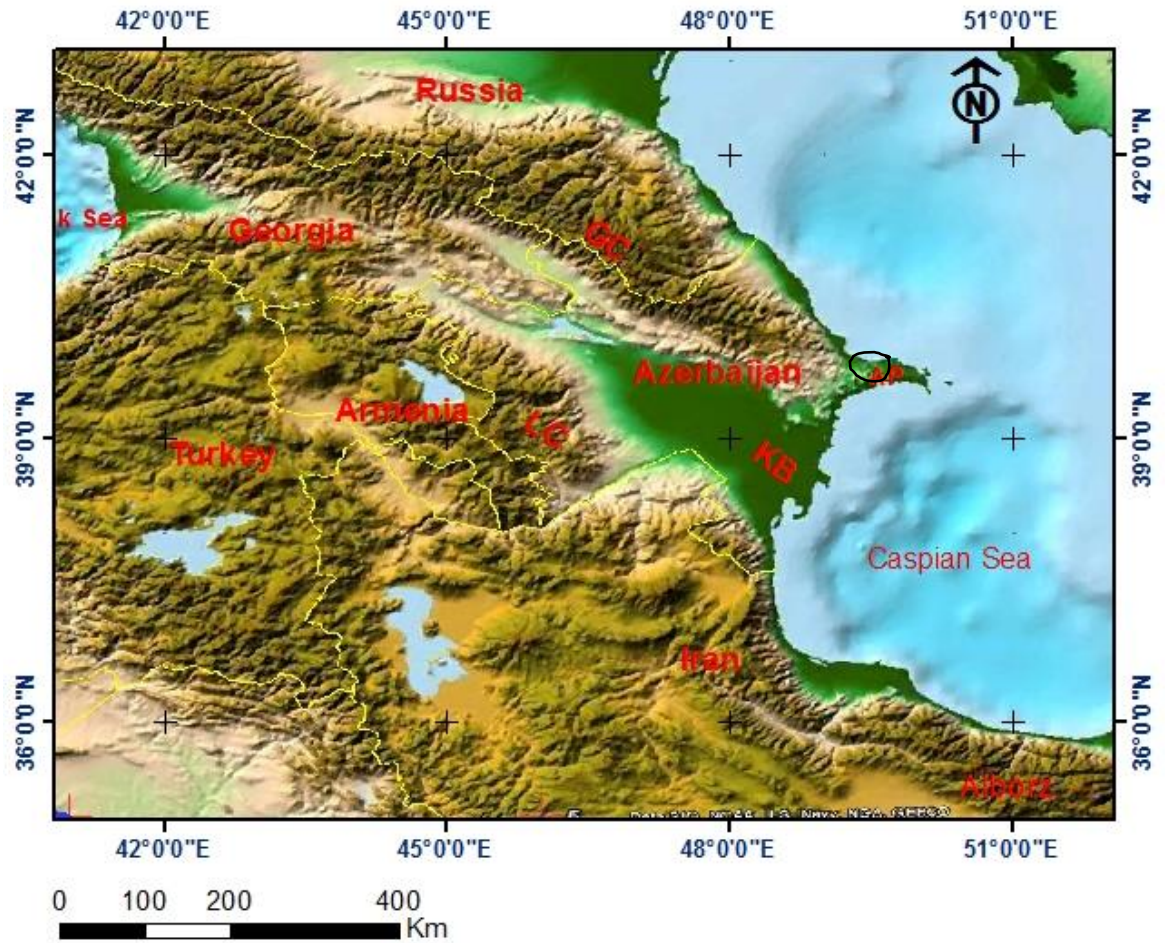 42°0'0"E 45°0'0"E 48°0'0"E 51°0'0"E
N
Russia
42°0'0"N 42°0'0"N
k Sea
Georgia
GC
Azerbaijan
AP
Armenia
LC
39°0'0"N 39°0'0"N
Turkey
KB
Caspian Sea
Iran
36°0'0"N 36°0'0"N
Alborz
42°0'0"E 45°0'0"E 48°0'0"E 51°0'0"E
0 100 200 400
Km